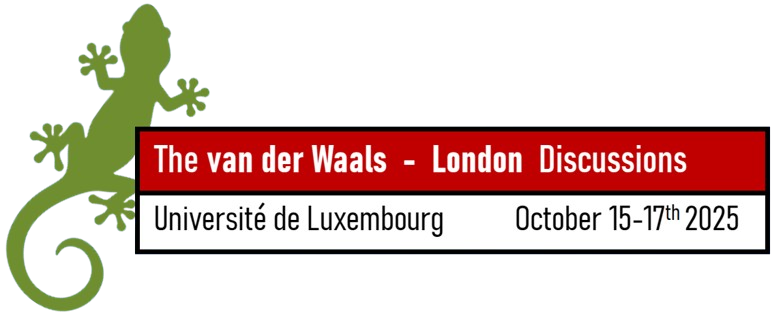 The van der Waals - London Discussions
Université de Luxembourg October 15-17th 2025